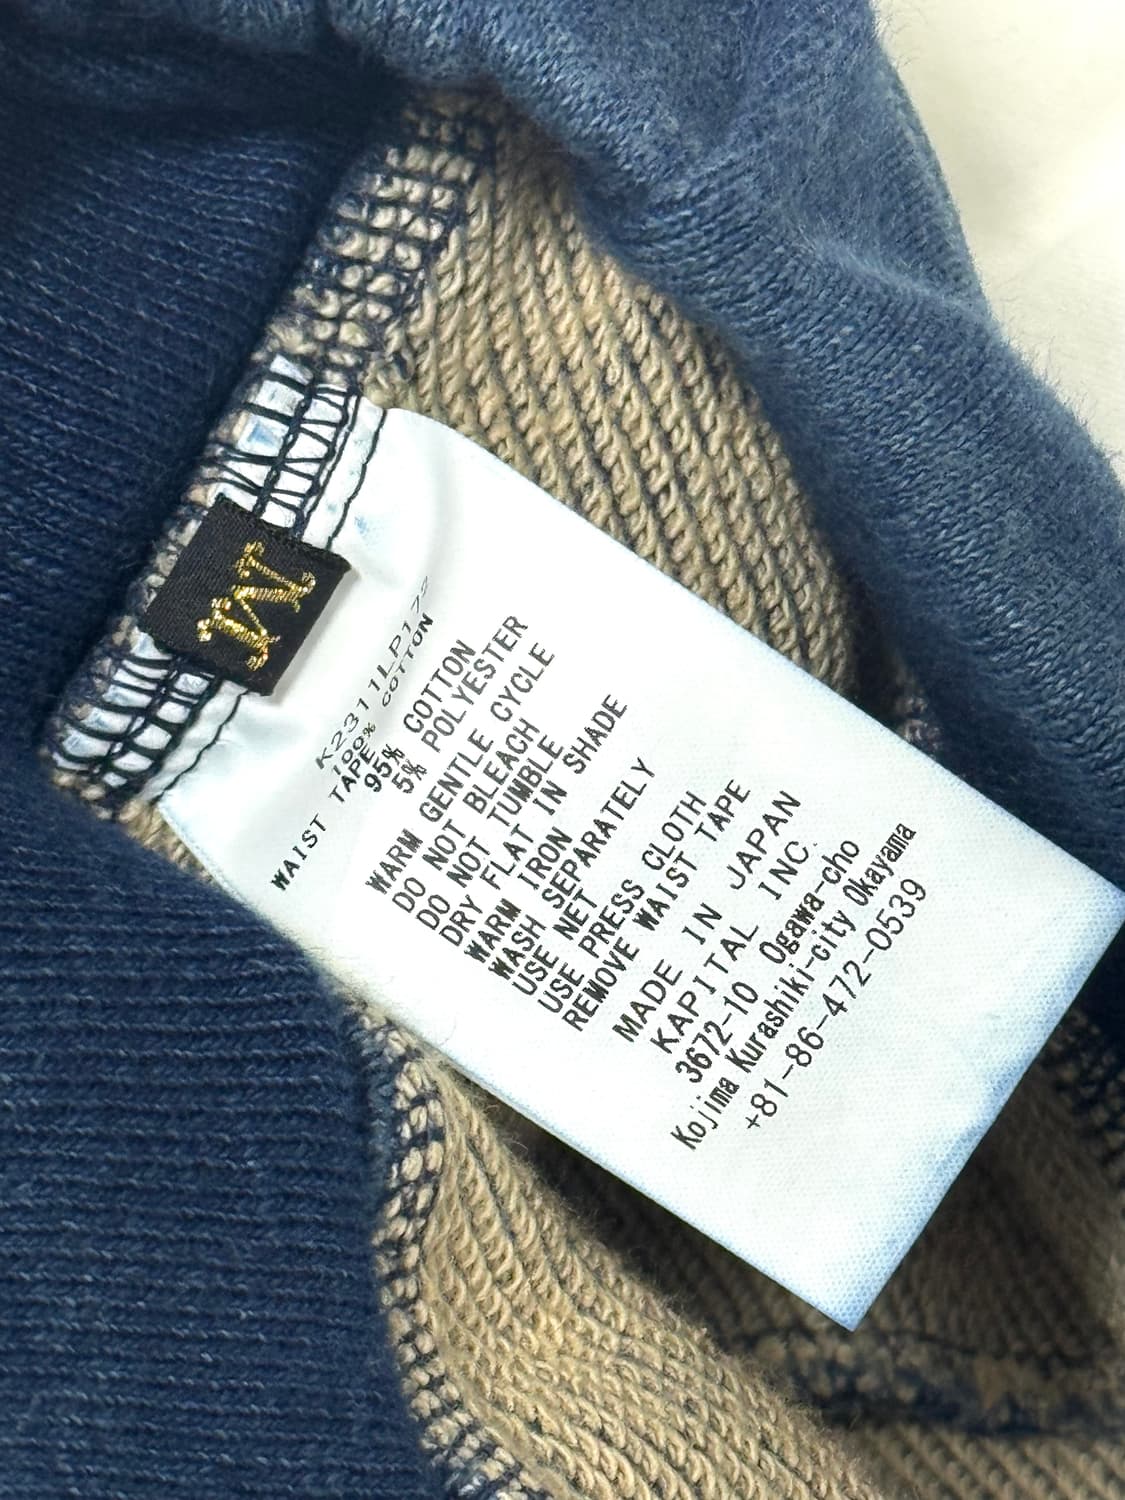 M
K2311LP172
100% COTTON
WAIST TAPE
95% COTTON
5% POLYESTER
WARM GENTLE CYCLE
DO NOT BLEACH
DO NOT TUMBLE
DRY FLAT IN SHADE
WARM IRON
WASH SEPARATELY
USE NET
USE PRESS CLOTH
REMOVE WAIST TAPE
MADE IN JAPAN
KAPITAL INC.
3672-10 Ogawa-cho
Kojima Kurashiki-city Okayama
+81-86-472-0539